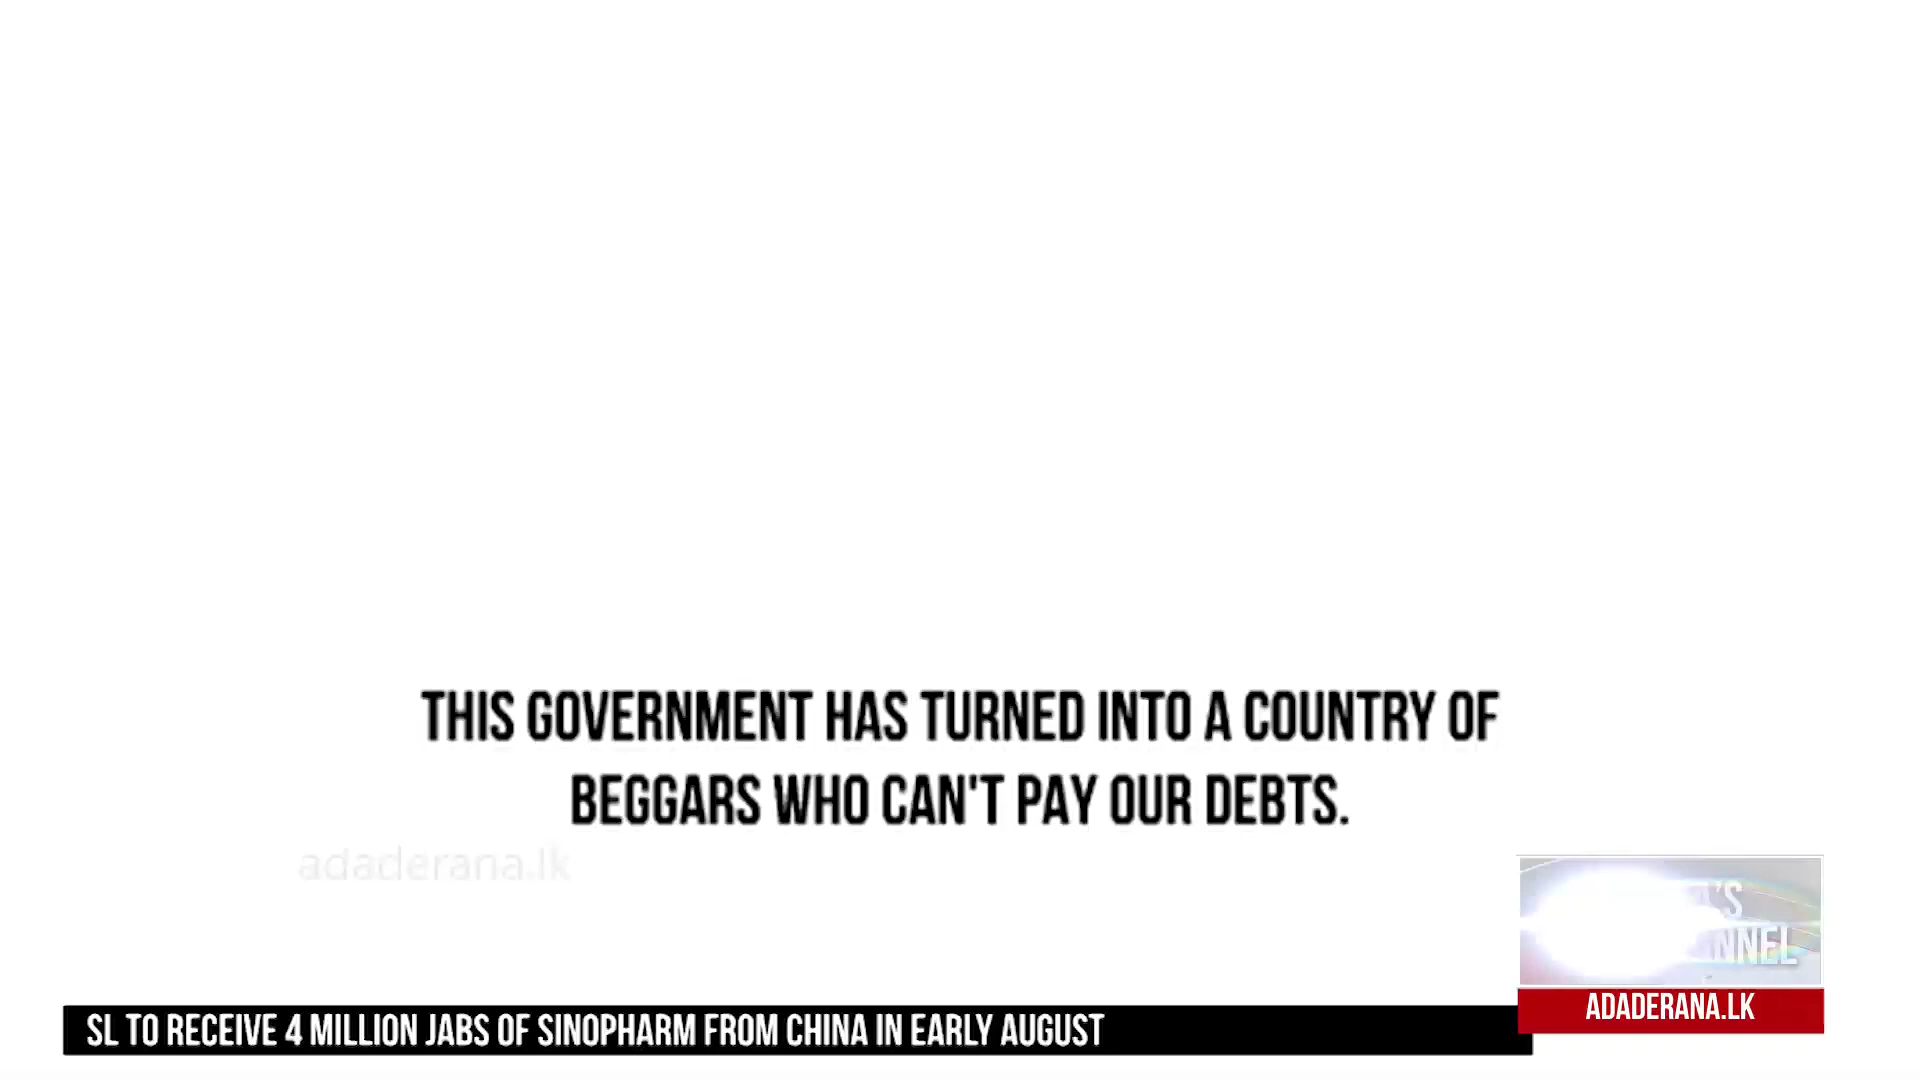 THIS GOVERNMENT HAS TURNED INTO A COUNTRY OF
BEGGARS WHO CAN'T PAY OUR DEBTS.
adaderana.lk
ADADERANA.LK
SL TO RECEIVE 4 MILLION JABS OF SINOPHARM FROM CHINA IN EARLY AUGUST